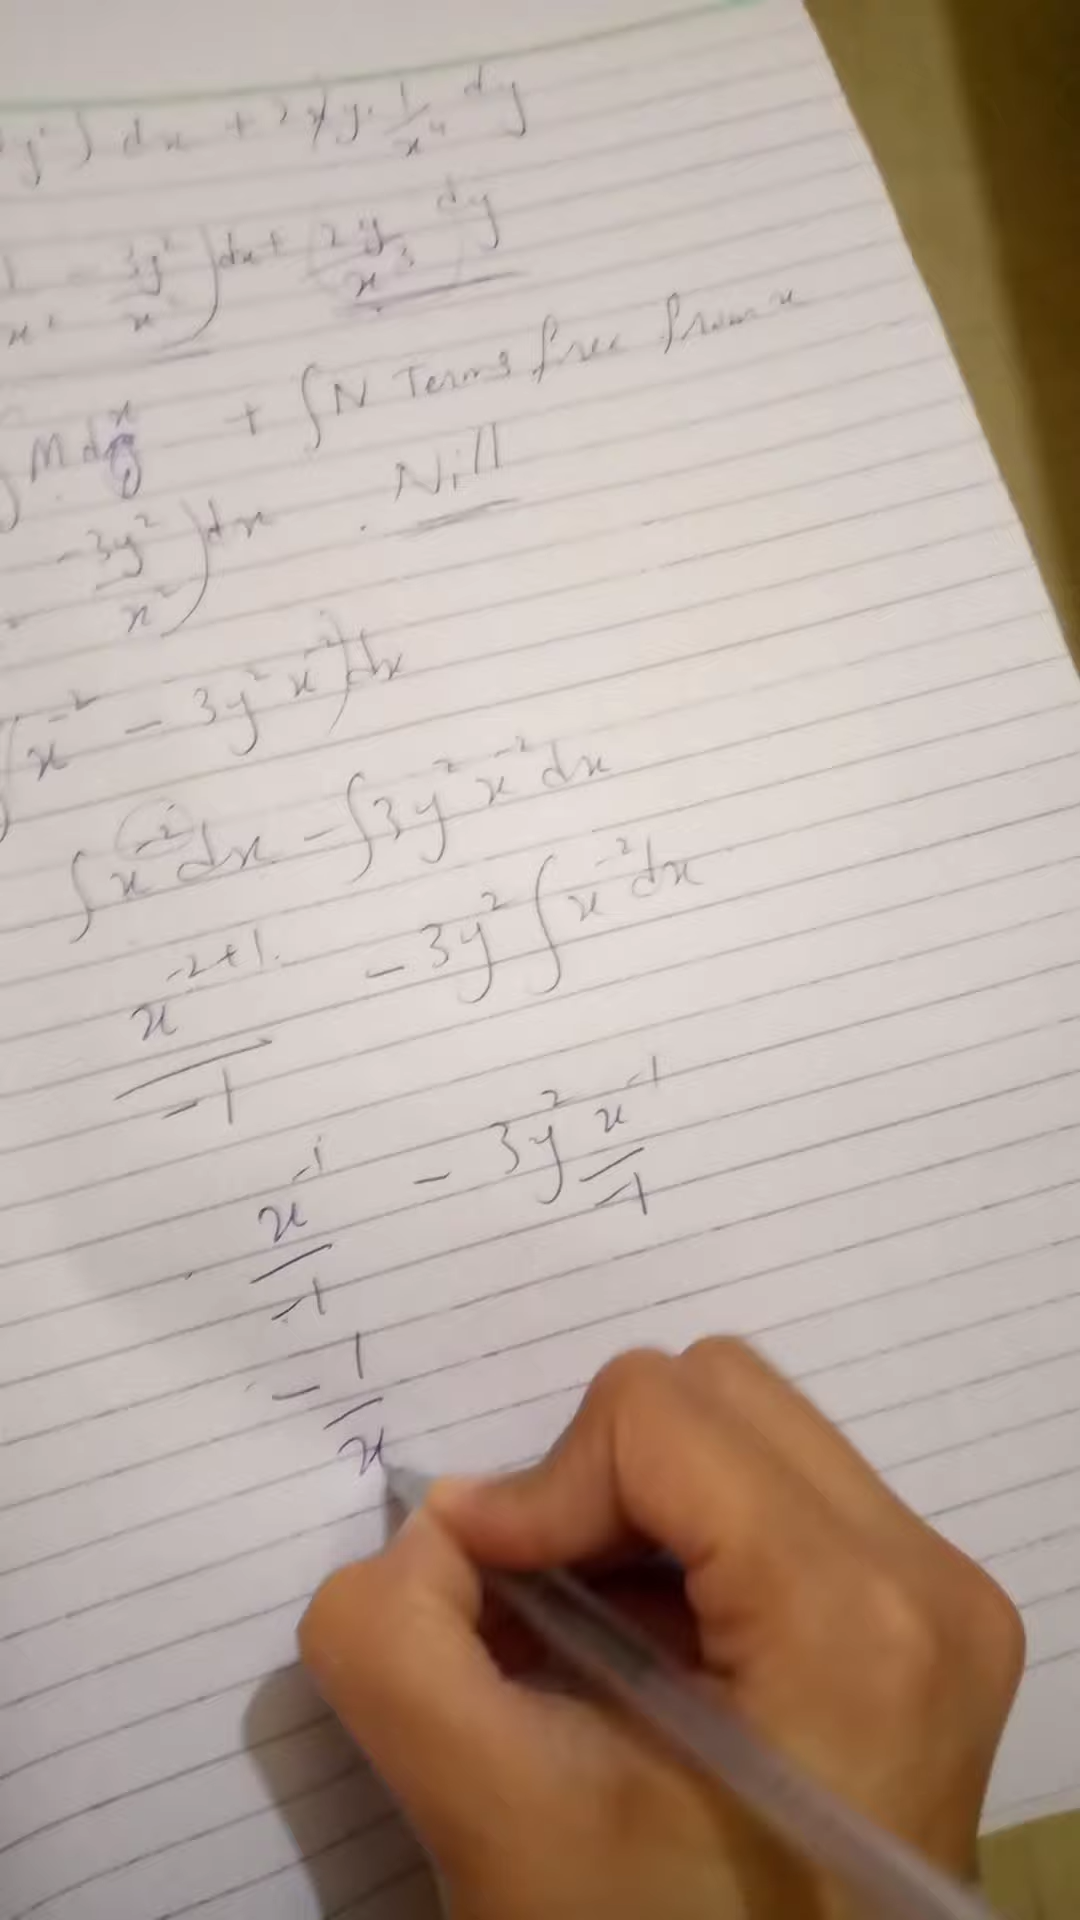 y²) dx + 2xy · 1/x⁴ dy
1/x² - 3y²/x )dx + (2y/x³) dy
M dx + ∫N Terms free from x
-3y²/x² )dx Nill
(x⁻² - 3y² x⁻²)dx
∫x⁻² dx - ∫3y² x⁻² dx
x⁻²⁺¹/-1 - 3y² ∫x⁻² dx
x⁻¹/-1 - 3y² x⁻¹/-1
- 1/x